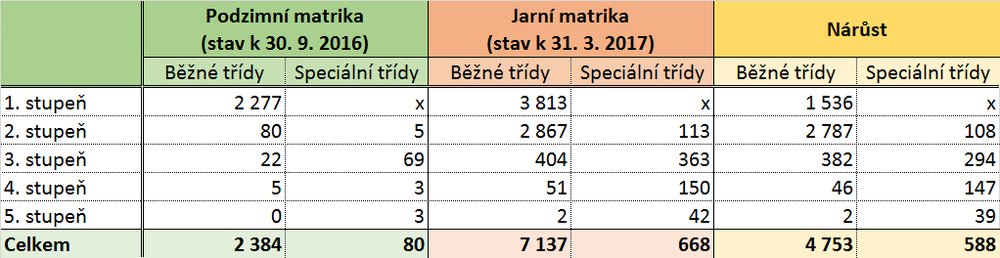 Podzimní matrika (stav k 30. 9. 2016) Jarní matrika (stav k 31. 3. 2017) Nárůst
Běžné třídy Speciální třídy Běžné třídy Speciální třídy Běžné třídy Speciální třídy
1. stupeň 2 277 x 3 813 x 1 536 x
2. stupeň 80 5 2 867 113 2 787 108
3. stupeň 22 69 404 363 382 294
4. stupeň 5 3 51 150 46 147
5. stupeň 0 3 2 42 2 39
Celkem 2 384 80 7 137 668 4 753 588